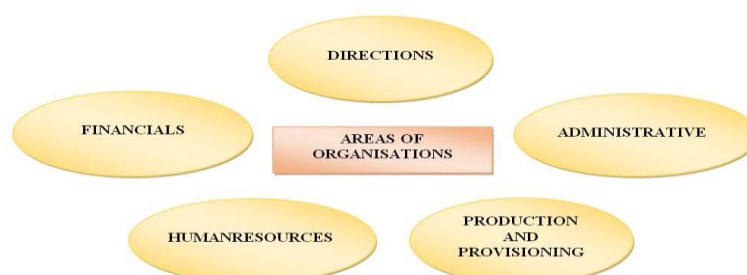 DIRECTIONS
FINANCIALS
AREAS OF
ORGANISATIONS
ADMINISTRATIVE
HUMANRESOURCES
PRODUCTION
AND
PROVISIONING